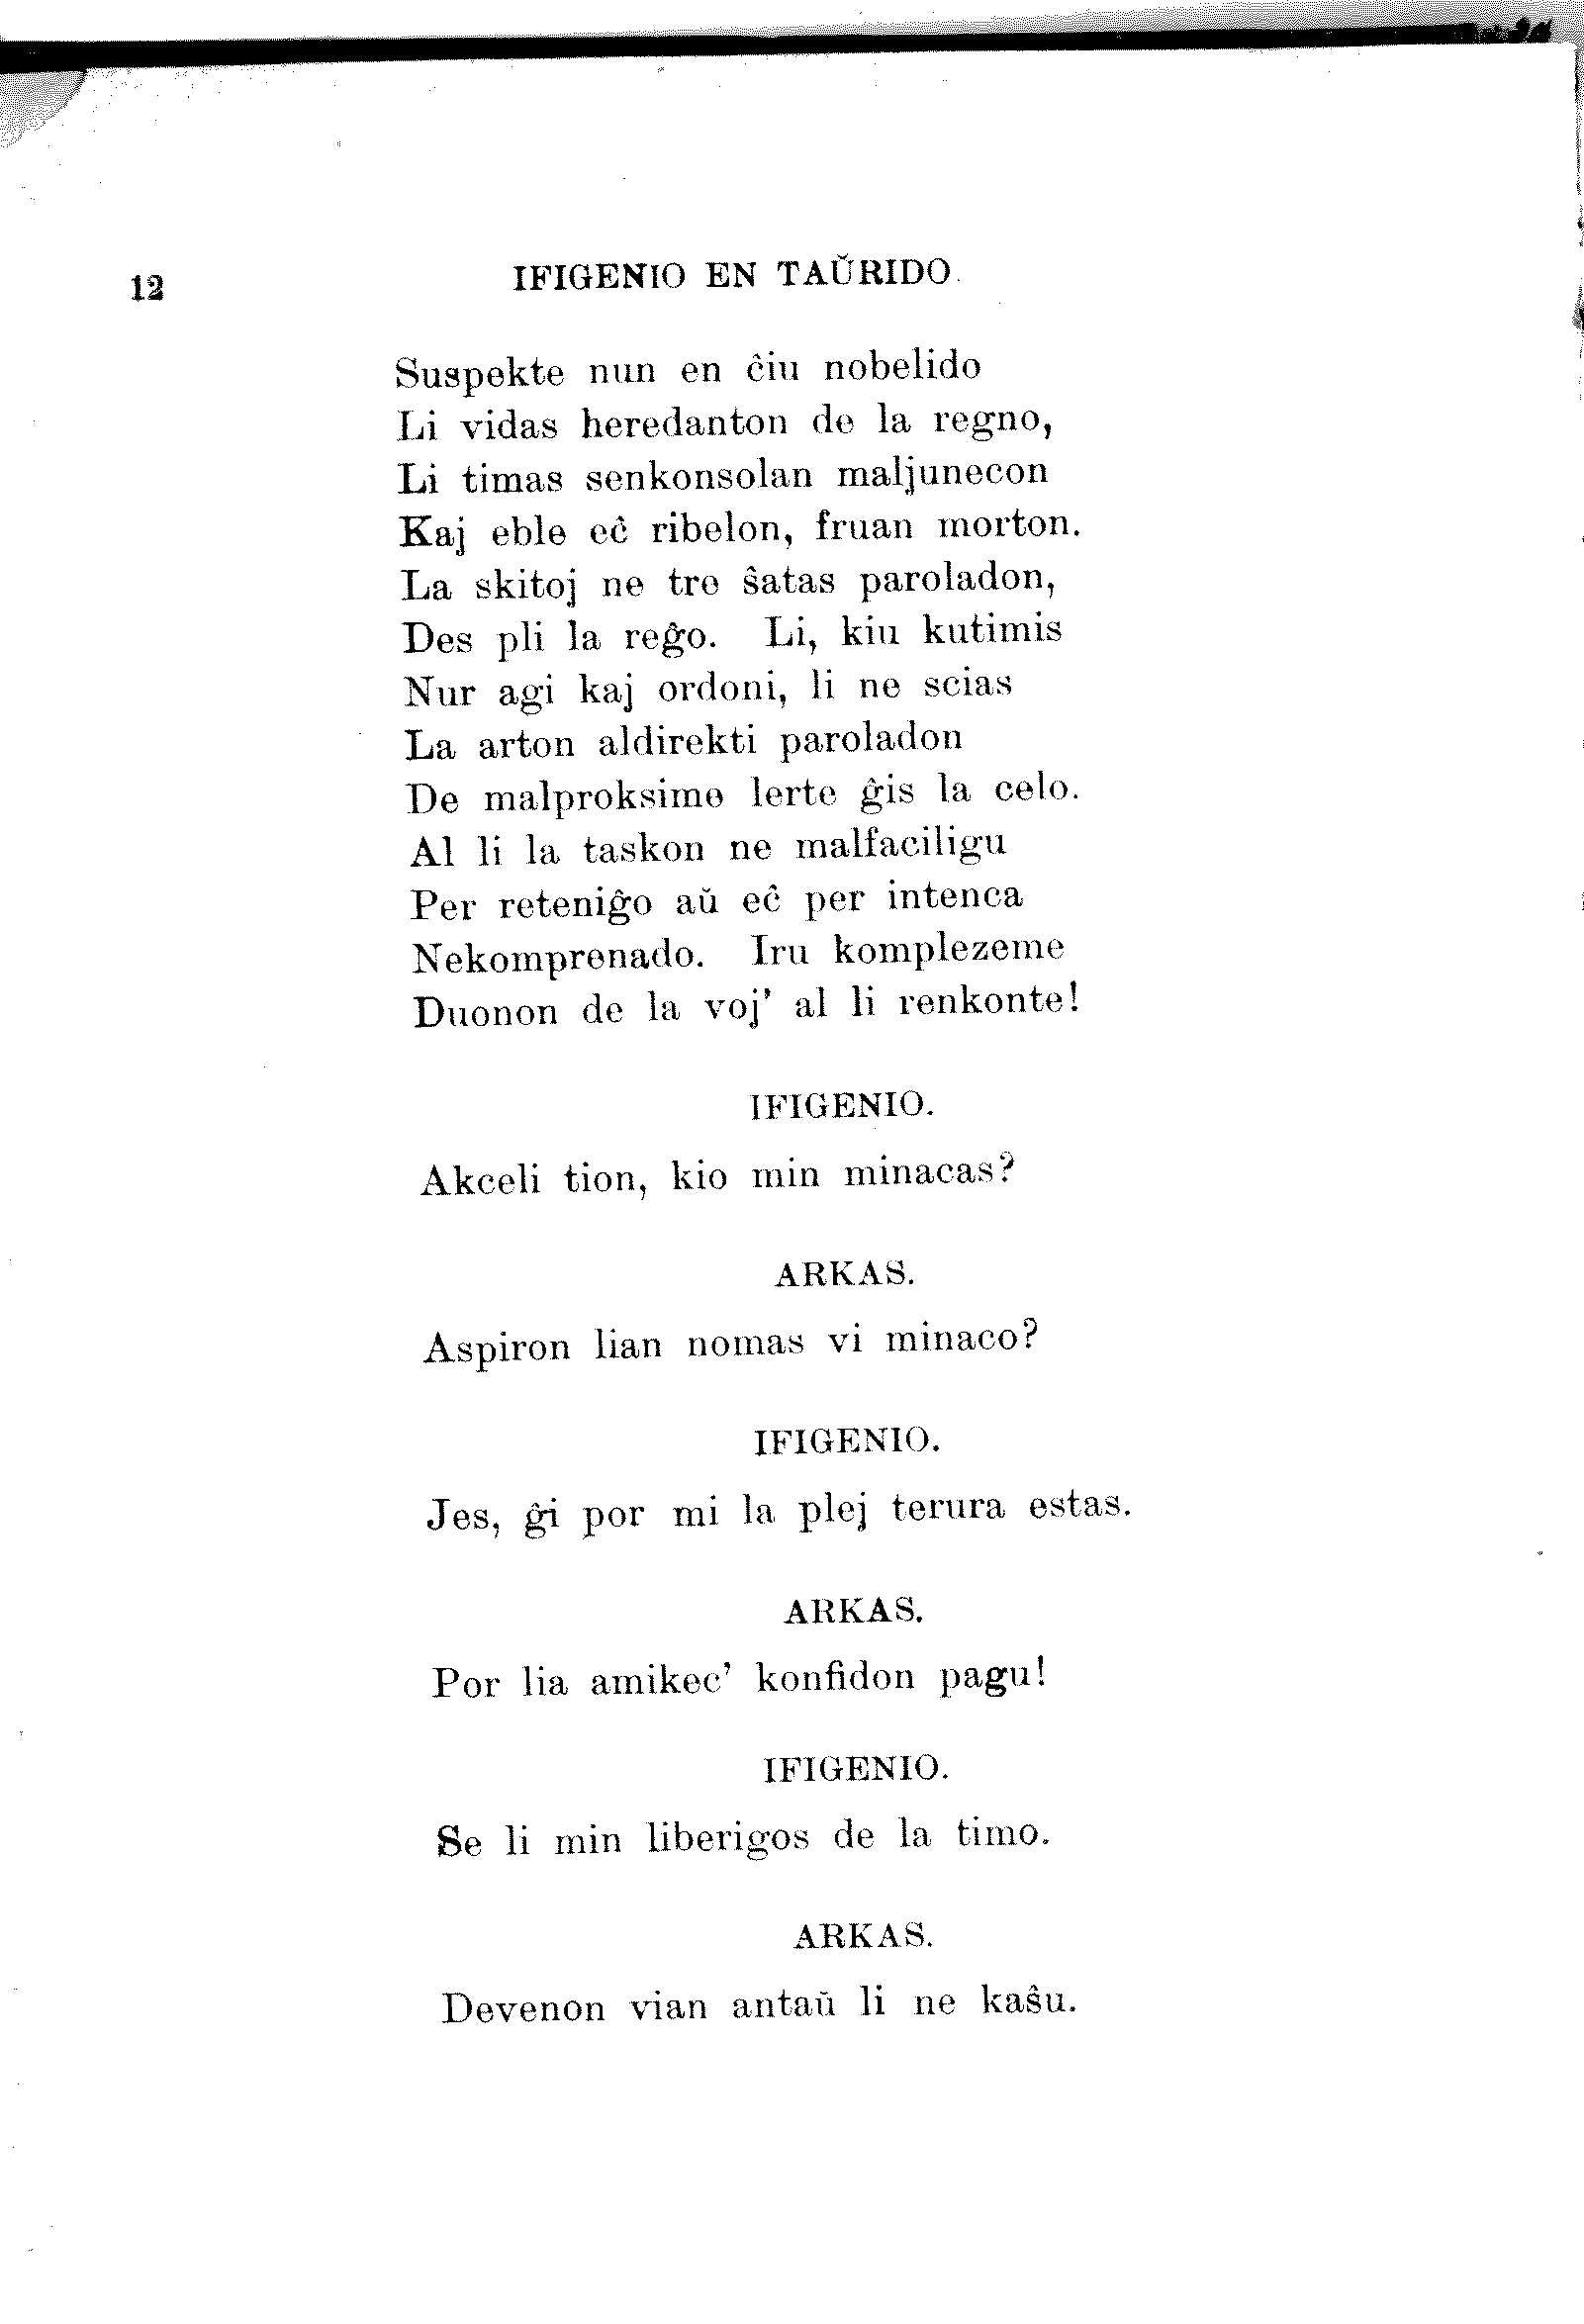 12
IFIGENIO EN TAŬRIDO
Suspekte nun en ĉiu nobelido
Li vidas heredanton de la regno,
Li timas senkonsolan maljunecon
Kaj eble eĉ ribelon, fruan morton.
La skitoj ne tre ŝatas paroladon,
Des pli la reĝo. Li, kiu kutimis
Nur agi kaj ordoni, li ne scias
La arton aldirekti paroladon
De malproksime lerte ĝis la celo.
Al li la taskon ne malfaciligu
Per reteniĝo aŭ eĉ per intenca
Nekomprenado. Iru komplezeme
Duonon de la voj' al li renkonte!
IFIGENIO.
Akceli tion, kio min minacas?
ARKAS.
Aspiron lian nomas vi minaco?
IFIGENIO.
Jes, ĝi por mi la plej terura estas.
ARKAS.
Por lia amikec' konfidon pagu!
IFIGENIO.
Se li min liberigos de la timo.
ARKAS.
Devenon vian antaŭ li ne kaŝu.